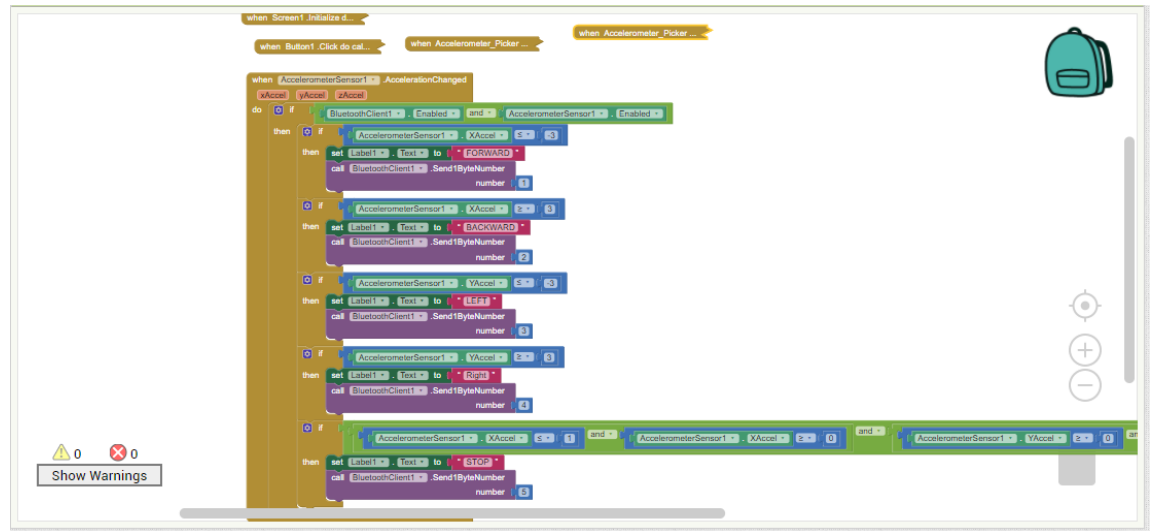 when Screen1 .Initialize d...
when Button1 .Click do cal...
when Accelerometer_Picker ...
when Accelerometer_Picker ...
when AccelerometerSensor1 .AccelerationChanged
xAccel yAccel zAccel
do if BluetoothClient1 . Enabled and AccelerometerSensor1 . Enabled
then if AccelerometerSensor1 . XAccel ≤ -3
then set Label1 . Text to " FORWARD "
call BluetoothClient1 .Send1ByteNumber
number 1
if AccelerometerSensor1 . XAccel ≥ 3
then set Label1 . Text to " BACKWARD "
call BluetoothClient1 .Send1ByteNumber
number 2
if AccelerometerSensor1 . YAccel ≤ -3
then set Label1 . Text to " LEFT "
call BluetoothClient1 .Send1ByteNumber
number 3
if AccelerometerSensor1 . YAccel ≥ 3
then set Label1 . Text to " Right "
call BluetoothClient1 .Send1ByteNumber
number 4
if AccelerometerSensor1 . XAccel ≤ 1 and AccelerometerSensor1 . XAccel ≥ 0 and AccelerometerSensor1 . YAccel ≥ 0
then set Label1 . Text to " STOP "
call BluetoothClient1 .Send1ByteNumber
number 5
0 0
Show Warnings